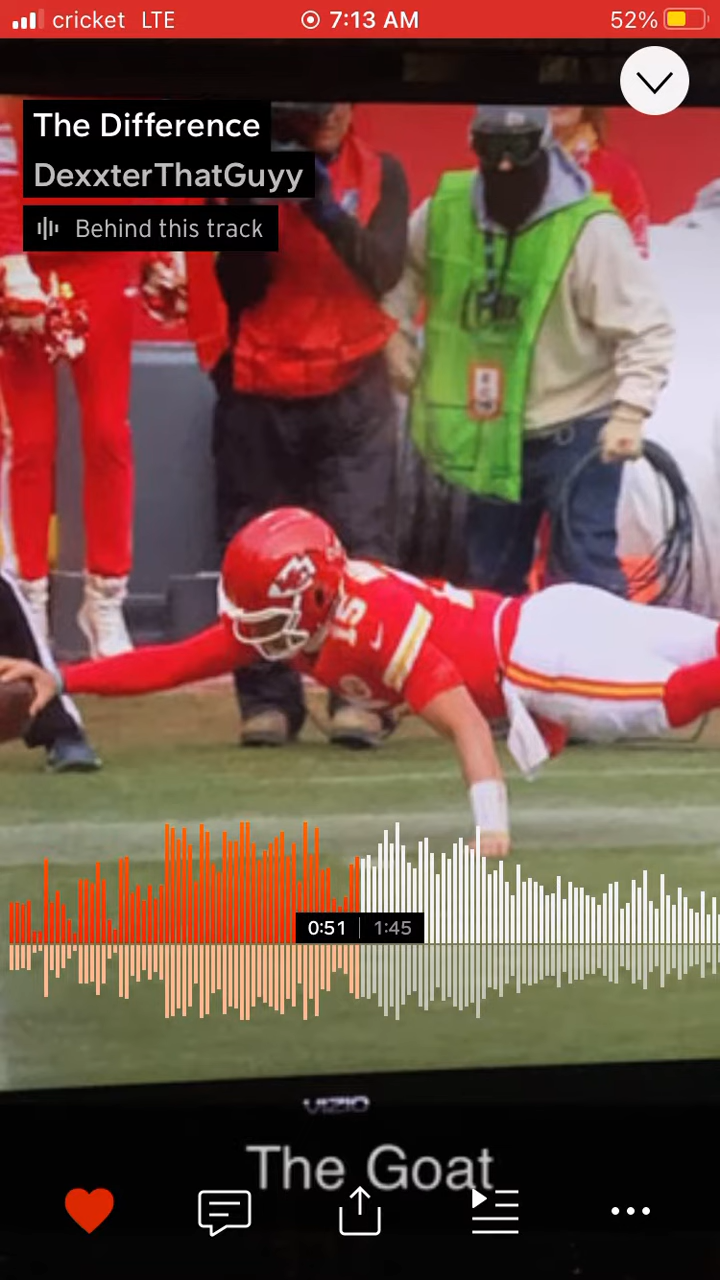 cricket LTE 7:13 AM 52%
The Difference
DexxterThatGuyy
Behind this track
15
0:51 1:45
VIZIO
The Goat